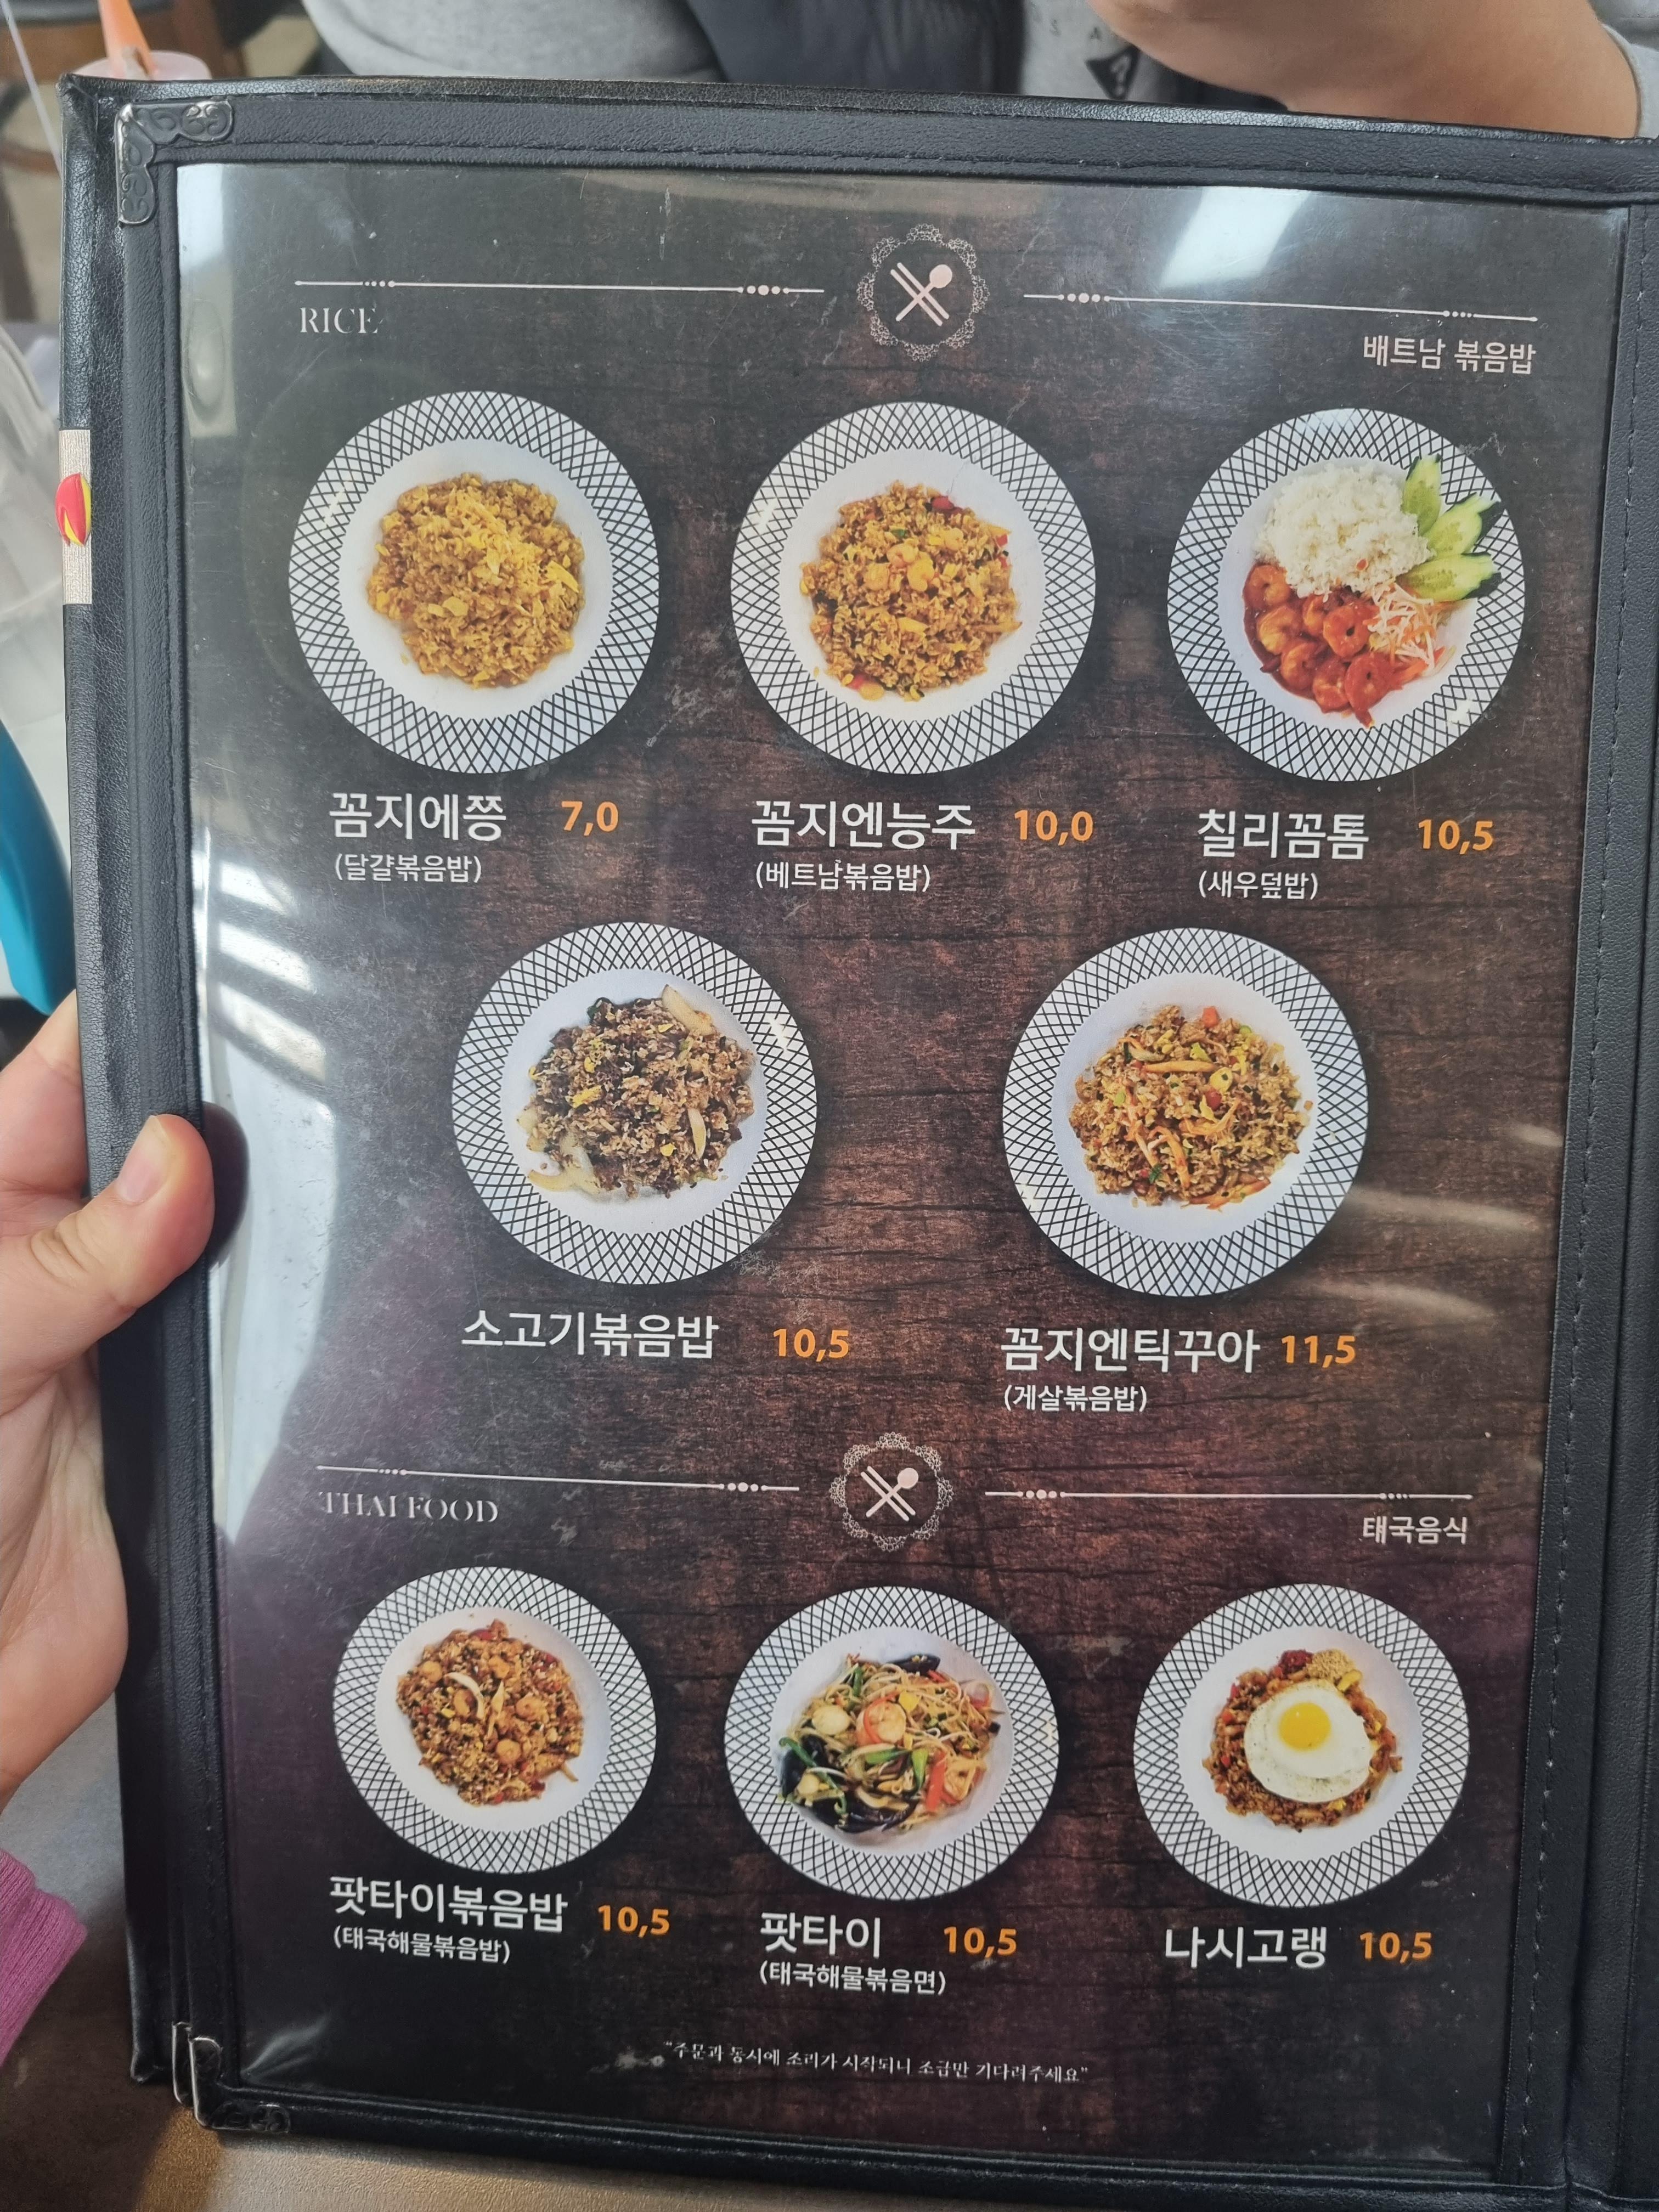 RICE
배트남 볶음밥
꼼지에쯩 7,0
(달걀볶음밥)
꼼지엔능주 10,0
(베트남볶음밥)
칠리꼼톰 10,5
(새우덮밥)
소고기볶음밥 10,5
꼼지엔틱꾸아 11,5
(게살볶음밥)
THAI FOOD
턔국음식
팟타이볶음밥 10,5
(태국해물볶음밥)
팟타이 10,5
(태국해물볶음면)
나시고랭 10,5
"주문과 동시에 조리가 시작되니 조금만 기다려주세요"